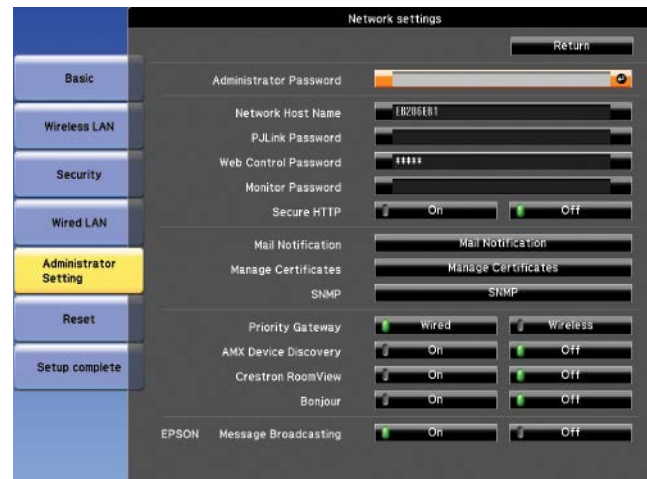 Network settings
Return
Basic
Wireless LAN
Security
Wired LAN
Administrator
Setting
Reset
Setup complete
Administrator Password
Network Host Name EB286EB1
PJLink Password
Web Control Password *****
Monitor Password
Secure HTTP On Off
Mail Notification Mail Notification
Manage Certificates Manage Certificates
SNMP SNMP
Priority Gateway Wired Wireless
AMX Device Discovery On Off
Crestron RoomView On Off
Bonjour On Off
EPSON Message Broadcasting On Off